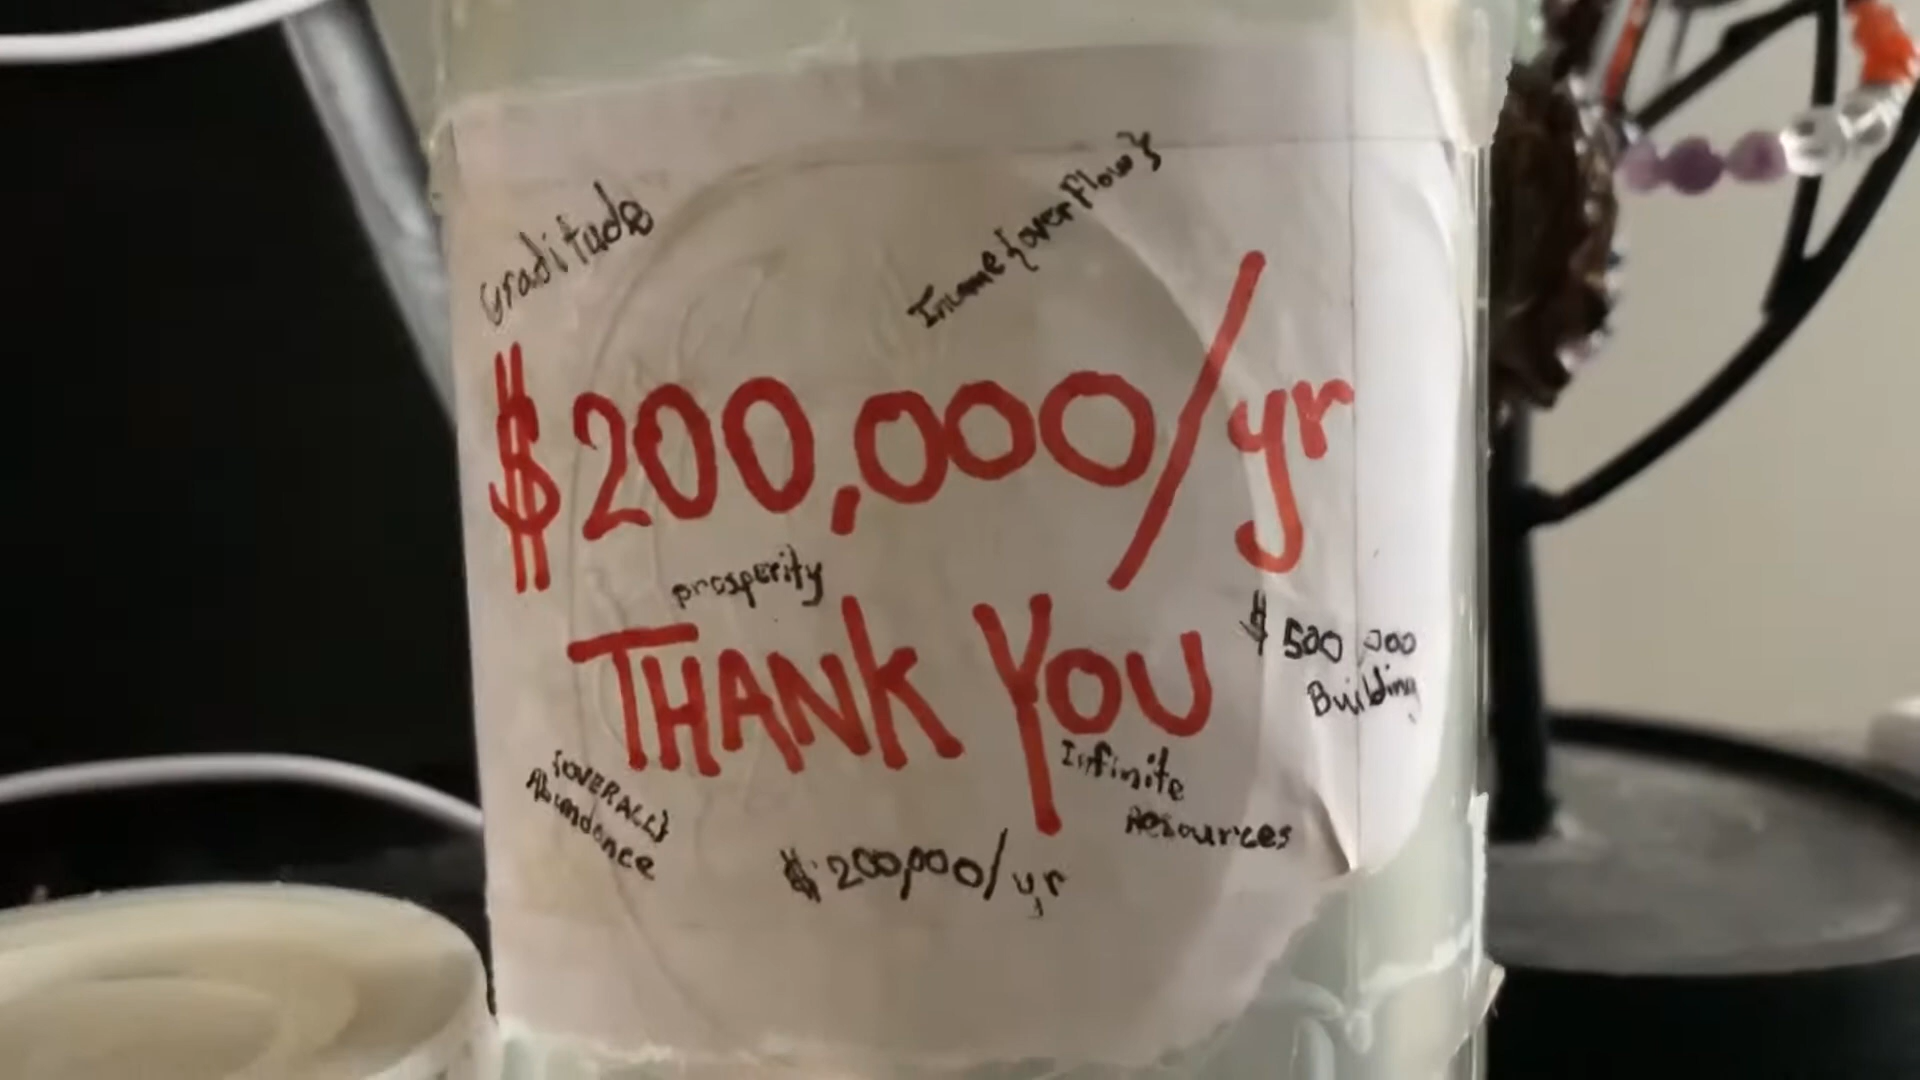 Graditude
Income {overFlow}
$200,000/yr
prosperity
THANK YOU
$500,000
Building
Infinite
Resources
{OVERALL}
Abundance
$200,000/yr